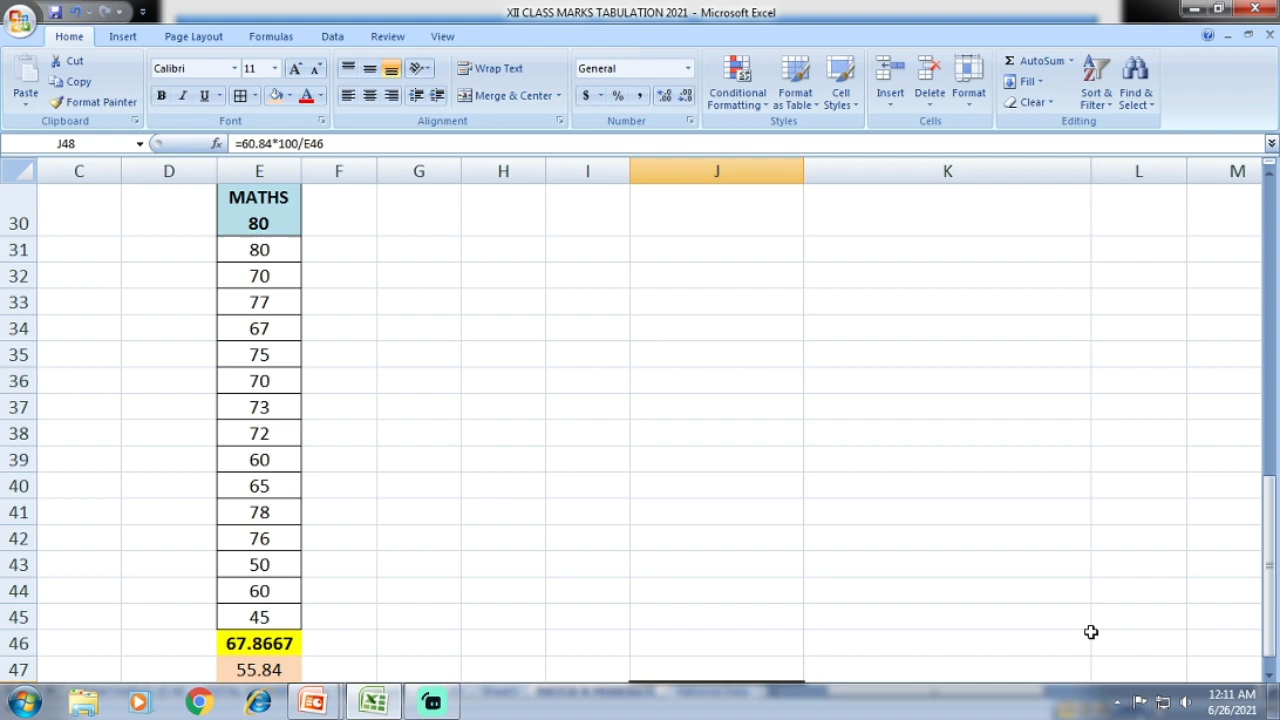 XII CLASS MARKS TABULATION 2021 - Microsoft Excel
Home Insert Page Layout Formulas Data Review View
Cut
Copy
Format Painter
Paste
Clipboard
Calibri 11
B I U
Font
Wrap Text
Merge & Center
Alignment
General
$ % ,
Number
Conditional Formatting
Format as Table
Cell Styles
Styles
Insert Delete Format
Cells
Σ AutoSum
Fill
Clear
Sort & Filter
Find & Select
Editing
J48 fx =60.84*100/E46
C D E F G H I J K L M
MATHS
30 80
31 80
32 70
33 77
34 67
35 75
36 70
37 73
38 72
39 60
40 65
41 78
42 76
43 50
44 60
45 45
46 67.8667
47 55.84
12:11 AM
6/26/2021